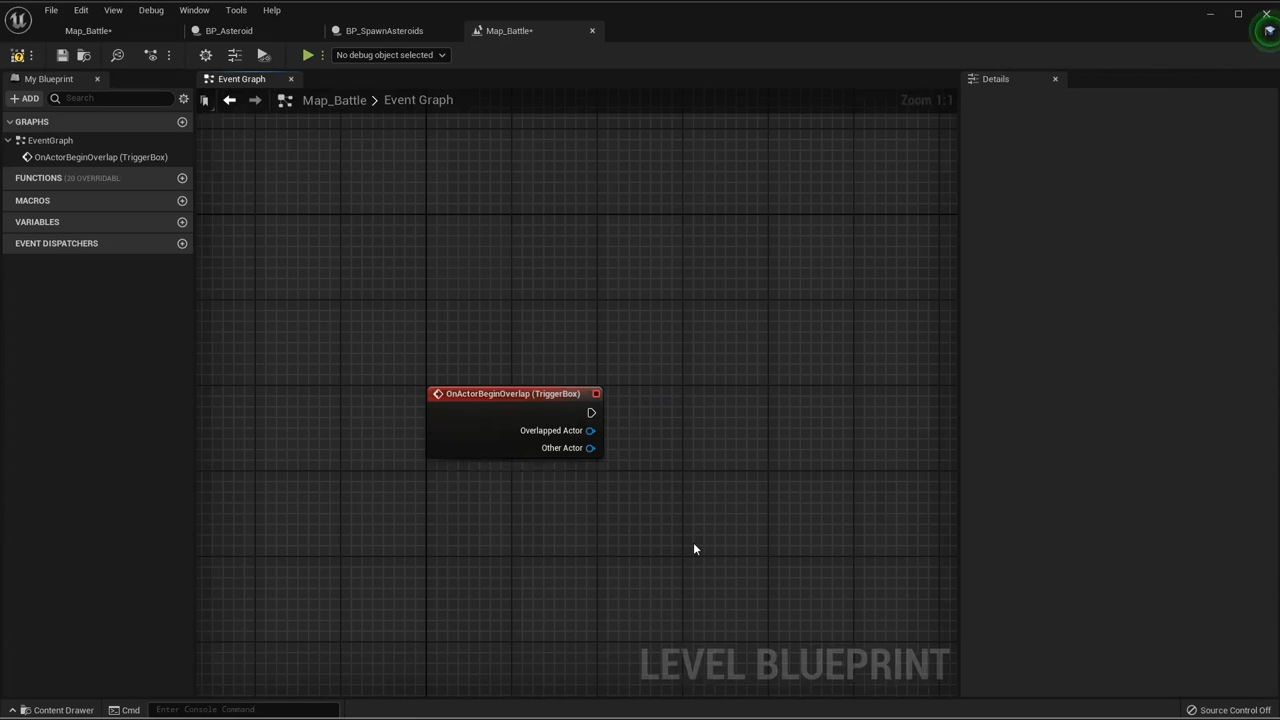 File Edit View Debug Window Tools Help
Map_Battle• BP_Asteroid BP_SpawnAsteroids Map_Battle•
No debug object selected
My Blueprint Event Graph Details
ADD Search Map_Battle > Event Graph Zoom 1:1
GRAPHS
EventGraph
OnActorBeginOverlap (TriggerBox)
FUNCTIONS (20 OVERRIDABL
MACROS
VARIABLES
EVENT DISPATCHERS
OnActorBeginOverlap (TriggerBox)
Overlapped Actor
Other Actor
LEVEL BLUEPRINT
Content Drawer Cmd Enter Console Command Source Control Off